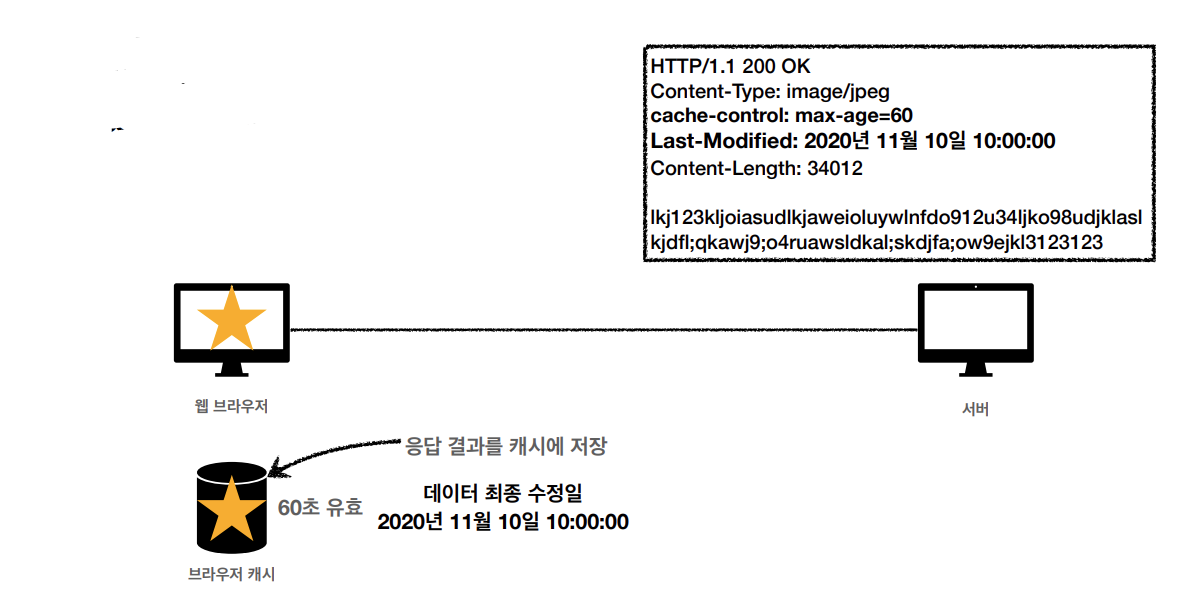 HTTP/1.1 200 OK
Content-Type: image/jpeg
cache-control: max-age=60
Last-Modified: 2020년 11월 10일 10:00:00
Content-Length: 34012
lkj123kljoiasudlkjaweioluywlnfdo912u34ljko98udjklasl
kjdfl;qkawj9;o4ruawsldkal;skdjfa;ow9ejkl3123123
웹 브라우저
서버
응답 결과를 캐시에 저장
60초 유효
데이터 최종 수정일
2020년 11월 10일 10:00:00
브라우저 캐시